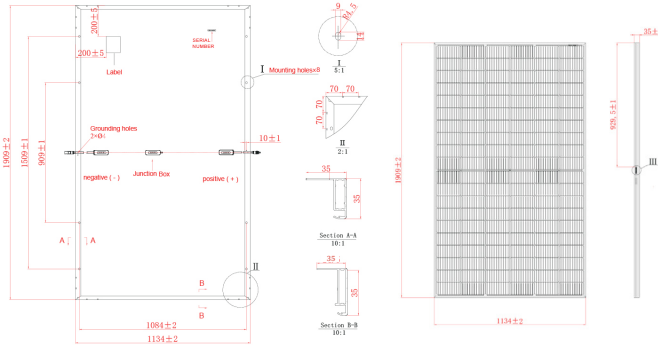 200±5
200±5
Label
SERIAL
NUMBER
I
Mounting holes×8
Grounding holes
10±1
negative ( - )
Junction Box
positive ( + )
1909±2
1509±1
909±1
A
A
B
B
II
1084±2
1134±2
9
R4.5
14
I
5:1
70
70
70
70
II
2:1
35
35
Section A-A
10:1
35
35
Section B-B
10:1
1909±2
1134±2
35±
929.5±1
III